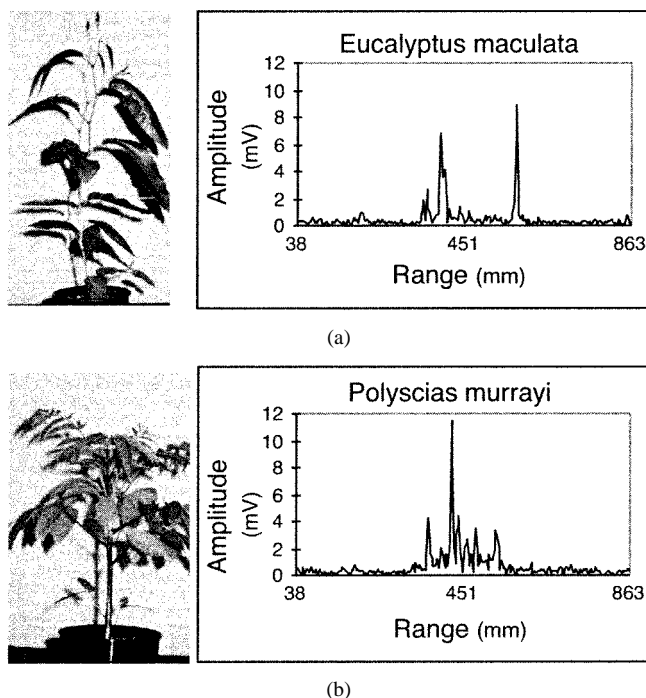 Eucalyptus maculata
12
10
8
6
4
2
0
Amplitude
(mV)
38 451 863
Range (mm)
(a)
Polyscias murrayi
12
10
8
6
4
2
0
Amplitude
(mV)
38 451 863
Range (mm)
(b)